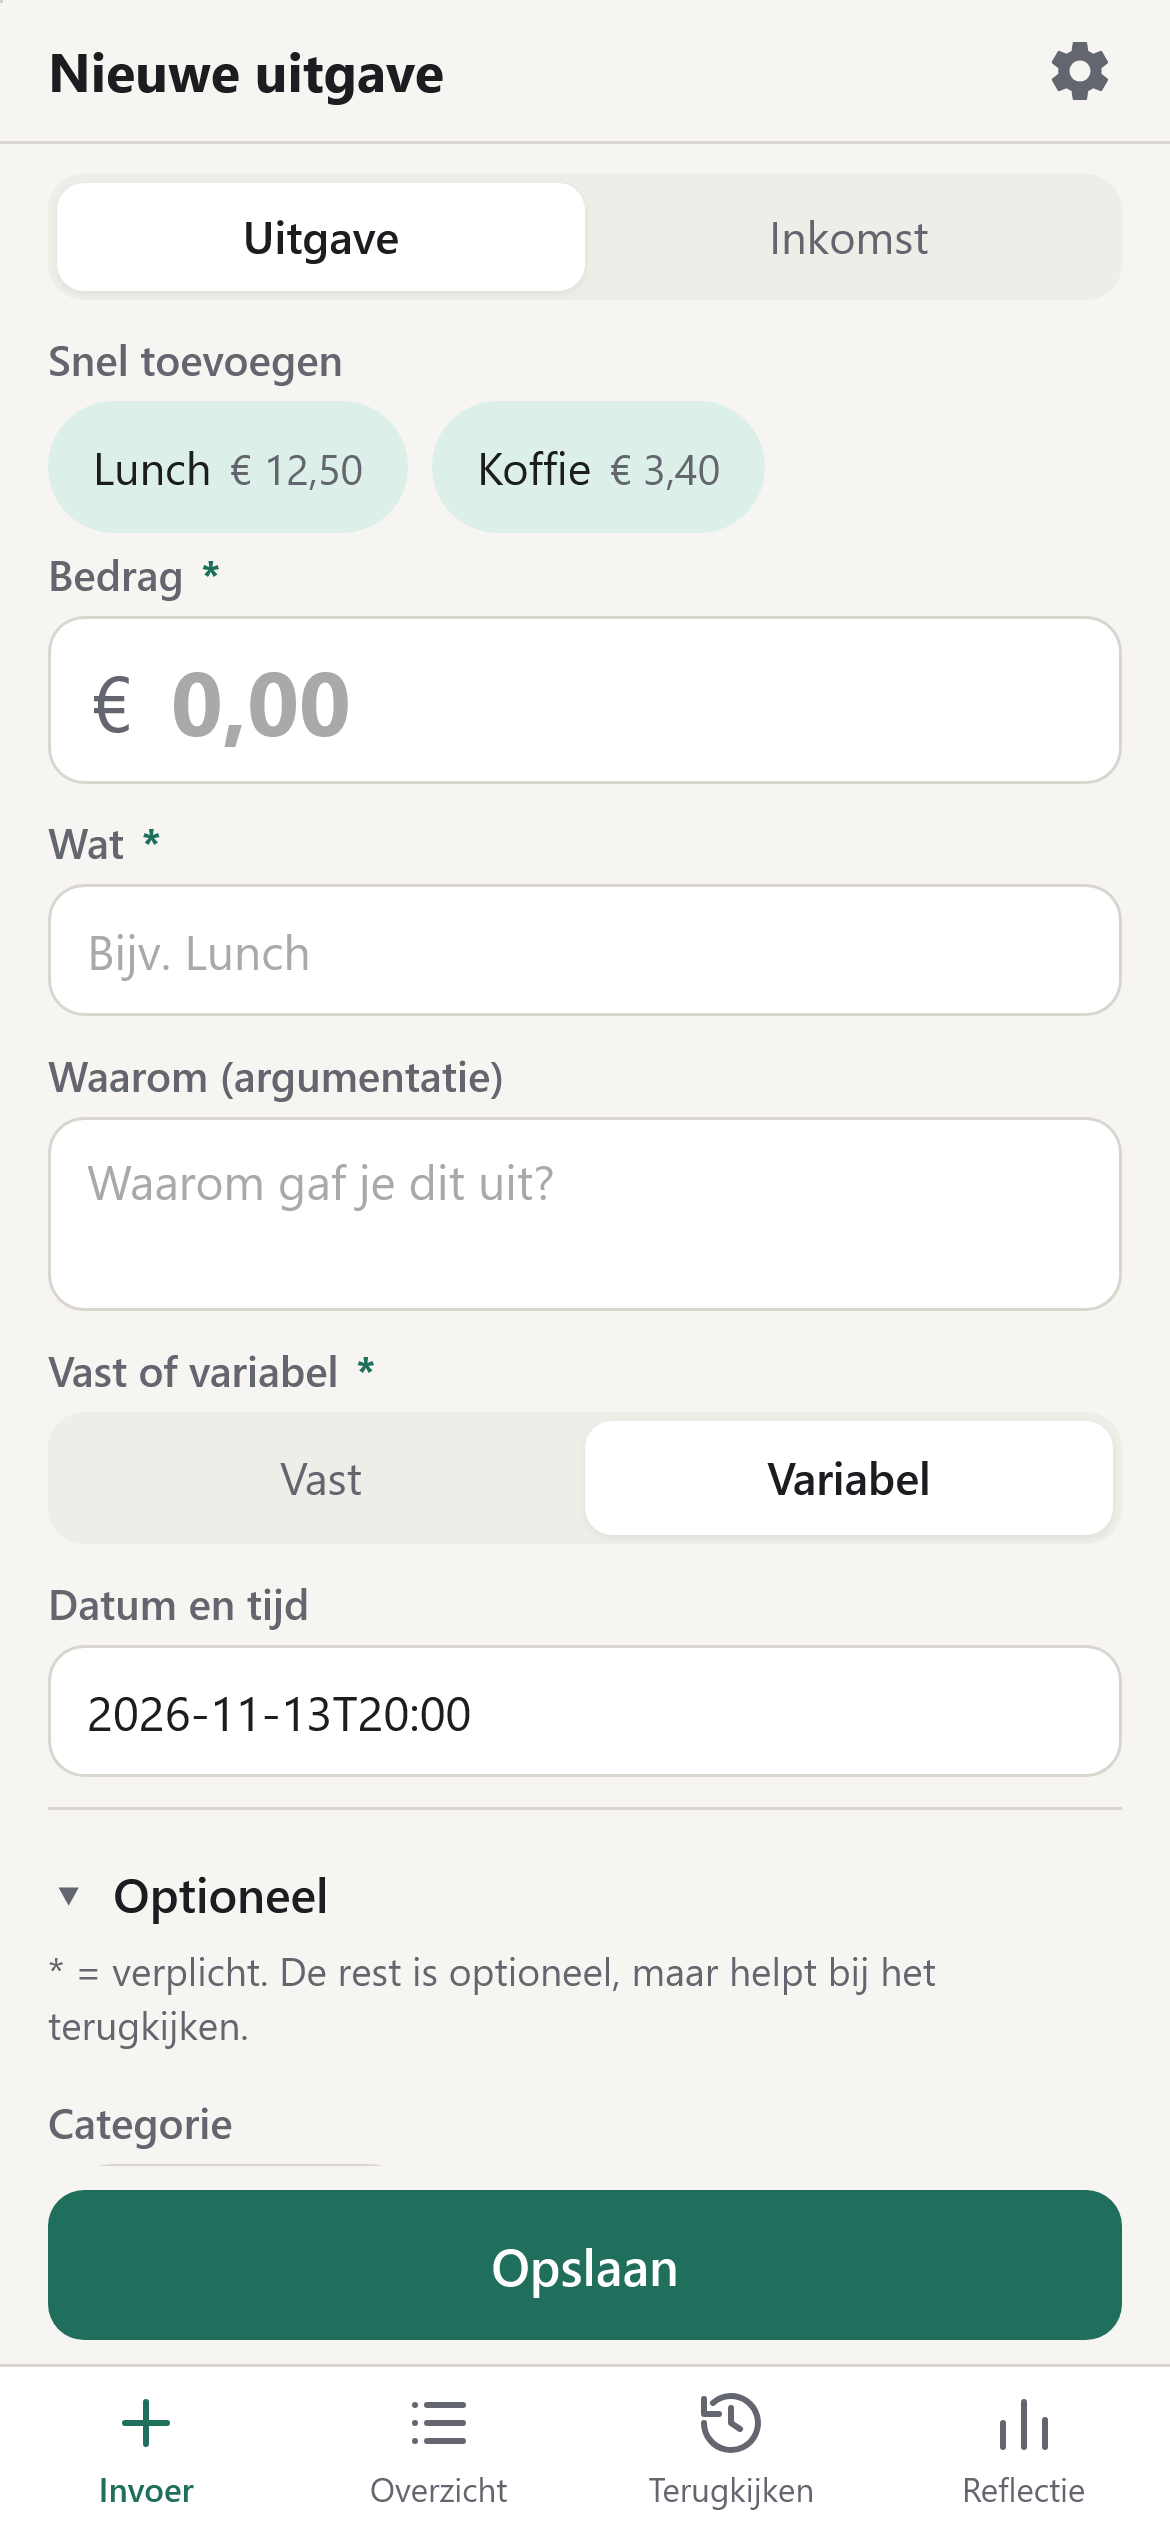 Nieuwe uitgave
Uitgave
Inkomst
Snel toevoegen
Lunch € 12,50
Koffie € 3,40
Bedrag *
€ 0,00
Wat *
Bijv. Lunch
Waarom (argumentatie)
Waarom gaf je dit uit?
Vast of variabel *
Vast
Variabel
Datum en tijd
2026-11-13T20:00
▼ Optioneel
* = verplicht. De rest is optioneel, maar helpt bij het
terugkijken.
Categorie
Opslaan
Invoer
Overzicht
Terugkijken
Reflectie